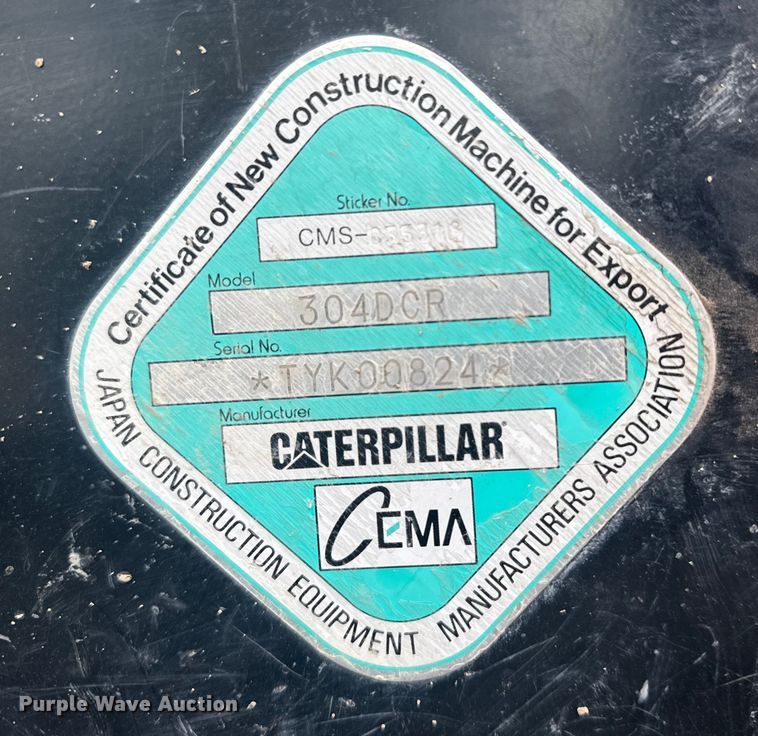 Certificate of New Construction Machine for Export
Sticker No.
CMS-
Model
304DCR
Serial No.
*TYK00824*
Manufacturer
CATERPILLAR®
CEMA
JAPAN CONSTRUCTION EQUIPMENT MANUFACTURERS ASSOCIATION
Purple Wave Auction